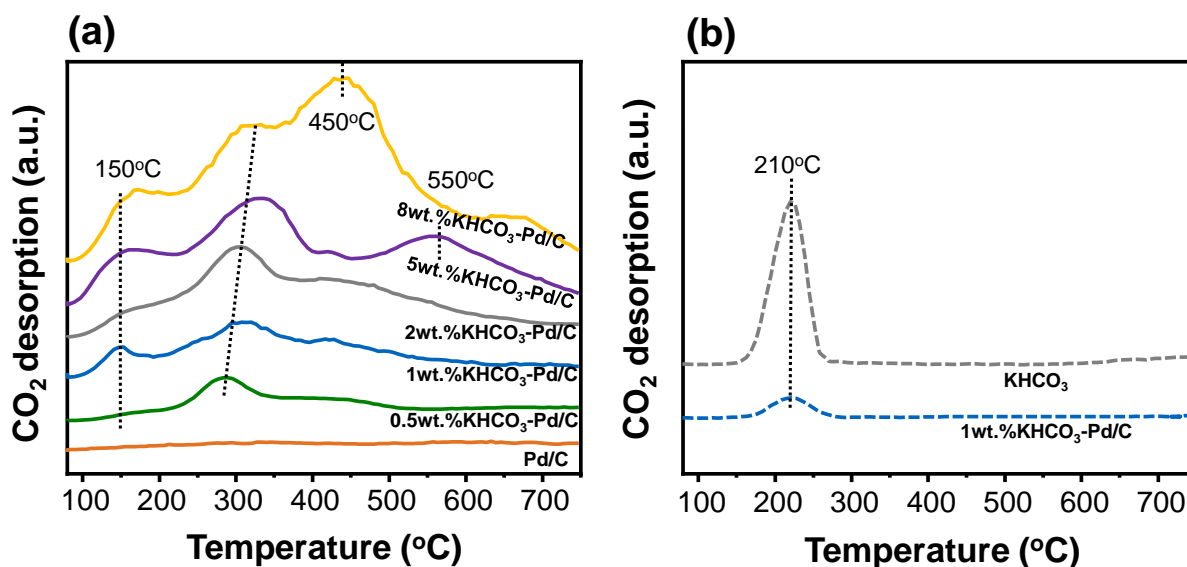 (a)
CO₂ desorption (a.u.)
150°C
450°C
550°C
8wt.%KHCO₃-Pd/C
5wt.%KHCO₃-Pd/C
2wt.%KHCO₃-Pd/C
1wt.%KHCO₃-Pd/C
0.5wt.%KHCO₃-Pd/C
Pd/C
100 200 300 400 500 600 700
Temperature (°C)
(b)
CO₂ desorption (a.u.)
210°C
KHCO₃
1wt.%KHCO₃-Pd/C
100 200 300 400 500 600 700
Temperature (°C)